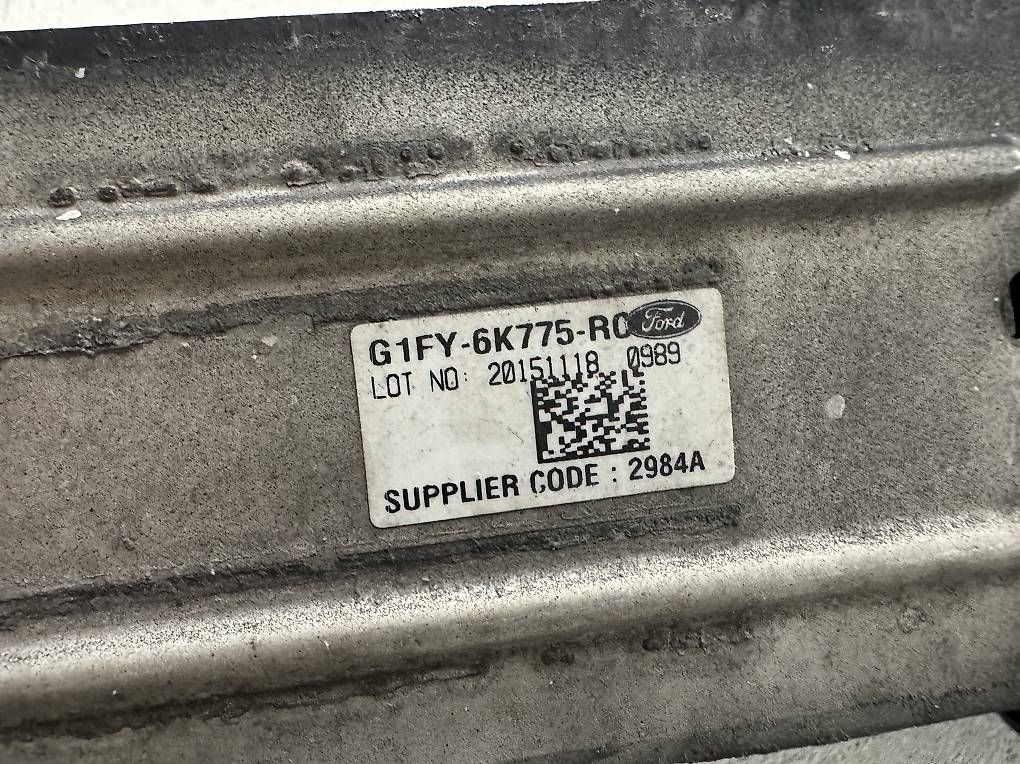 G1FY-6K775-RC
Ford
LOT NO: 20151118 0989
SUPPLIER CODE : 2984A